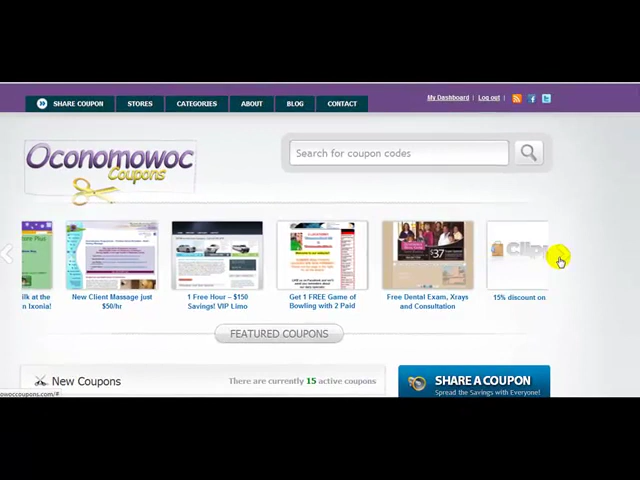 SHARE COUPON
STORES
CATEGORIES
ABOUT
BLOG
CONTACT
My Dashboard | Log out |
Oconomowoc
Coupons
Search for coupon codes
$37
ilk at the
n Ixonia!
New Client Massage just
$50/hr
1 Free Hour – $150
Savings! VIP Limo
Get 1 FREE Game of
Bowling with 2 Paid
Free Dental Exam, Xrays
and Consultation
15% discount on
FEATURED COUPONS
New Coupons
There are currently 15 active coupons
SHARE A COUPON
Spread the Savings with Everyone!
owoccoupons.com/#